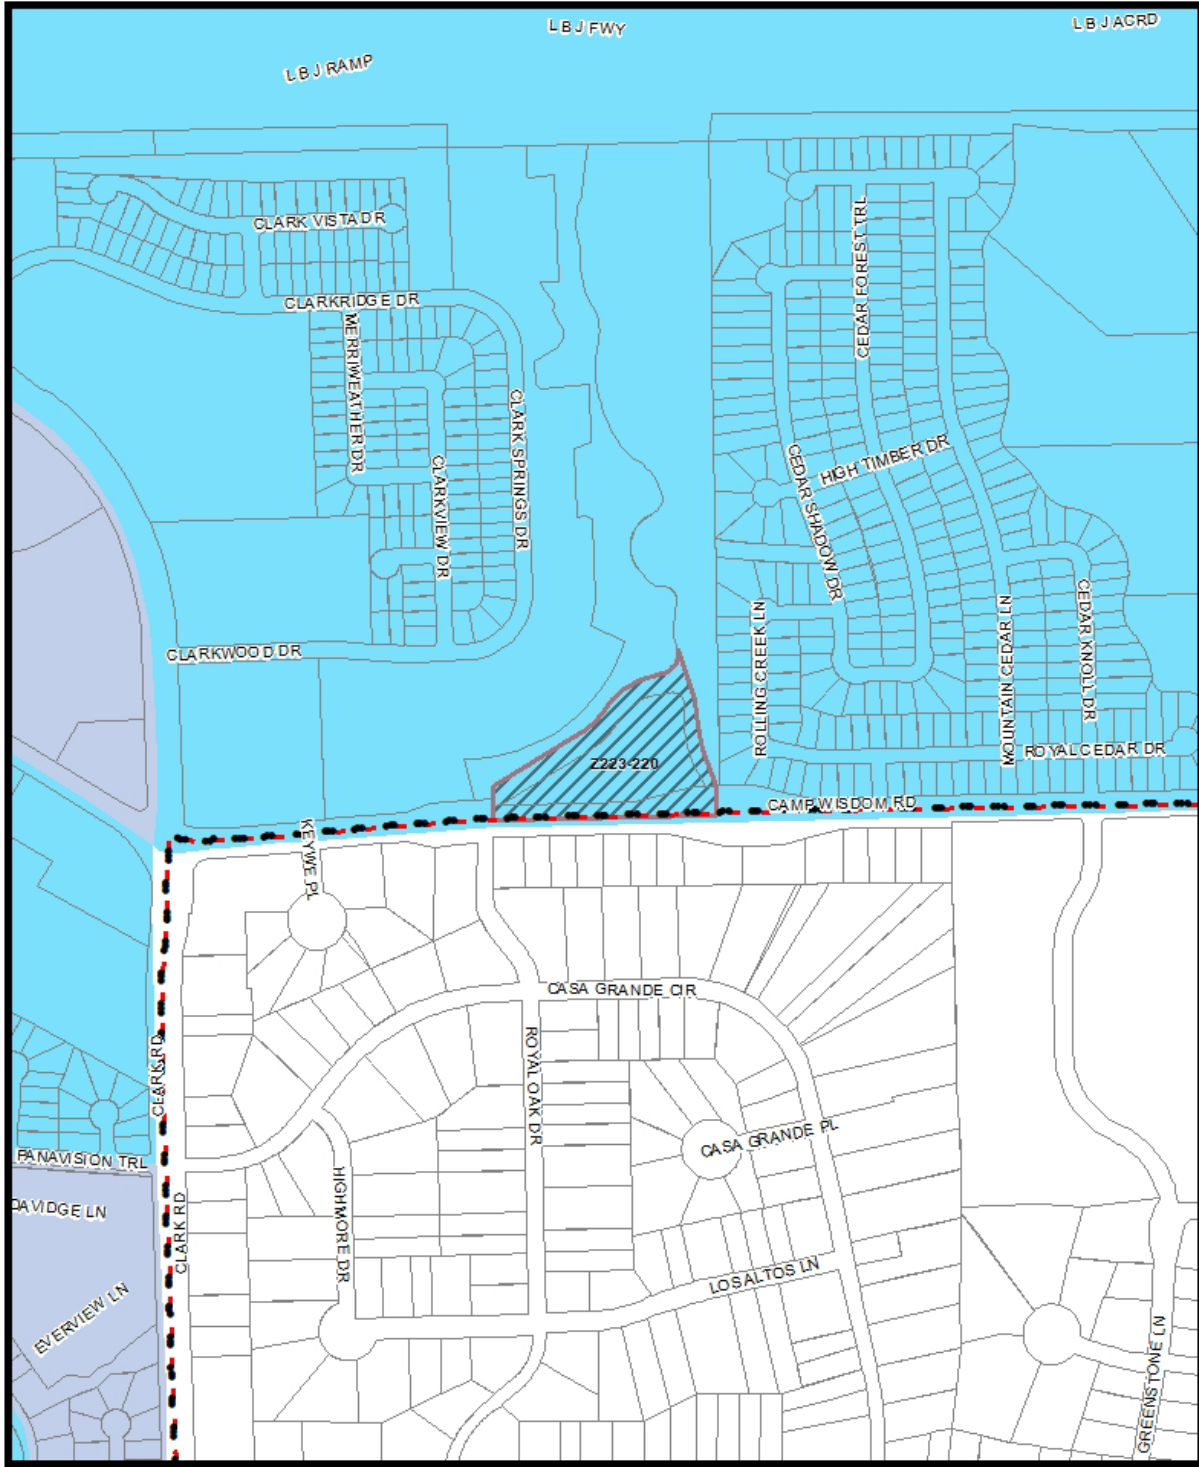 L B J FWY
L B J ACRD
L B J RAMP
CLARK VISTA DR
CEDAR FOREST TRL
CLARKRIDGE DR
MERRIWEATHER DR
CLARK SPRINGS DR
CLARKVIEW DR
HIGH TIMBER DR
CEDAR SHADOW DR
CLARKWOOD DR
ROLLING CREEK LN
MOUNTAIN CEDAR LN
CEDAR KNOLL DR
ROYAL CEDAR DR
Z223-220
CAMP WISDOM RD
KEYWE PL
CASA GRANDE CIR
ROYAL OAK DR
CLARK RD
CASA GRANDE PL
PANAVISION TRL
DAVIDGE LN
CLARK RD
HIGHMORE DR
LOS ALTOS LN
EVERVIEW LN
GREENSTONE LN